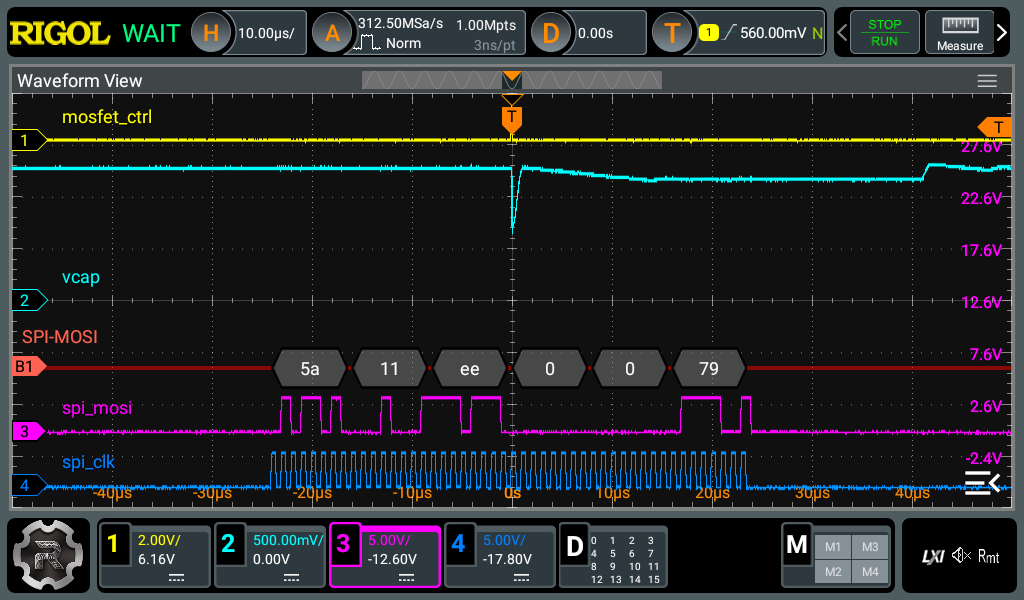 RIGOL WAIT H 10.00µs/ A 312.50MSa/s 1.00Mpts
Norm 3ns/pt
D 0.00s T 1 560.00mV N
STOP
RUN
Measure
Waveform View
T
mosfet_ctrl
1
T
27.6V
22.6V
17.6V
vcap
2
12.6V
SPI-MOSI
7.6V
B1
5a 11 ee 0 0 79
spi_mosi
2.6V
3
spi_clk
-2.4V
4
-40µs -30µs -20µs -10µs 0s 10µs 20µs 30µs 40µs
1 2.00V/
6.16V
2 500.00mV/
0.00V
3 5.00V/
-12.60V
4 5.00V/
-17.80V
D 0 1 2 3
4 5 6 7
8 9 10 11
12 13 14 15
M M1 M3
M2 M4
LXI Rmt